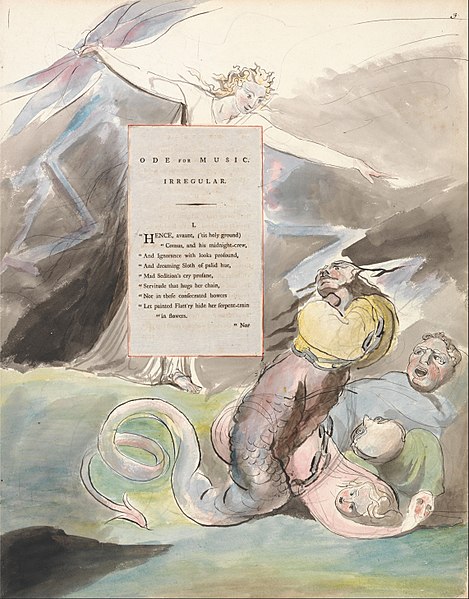 3.
ODE FOR MUSIC.
IRREGULAR.
I.
"HENCE, avaunt, ('tis holy ground)
"Comus, and his midnight-crew,
"And Ignorance with looks profound,
"And dreaming Sloth of palid hue,
"Mad Sedition's cry profane,
"Servitude that hugs her chain,
"Nor in these consecrated bowers
"Let painted Flatt'ry hide her serpent-train
"in flowers.
"Nor